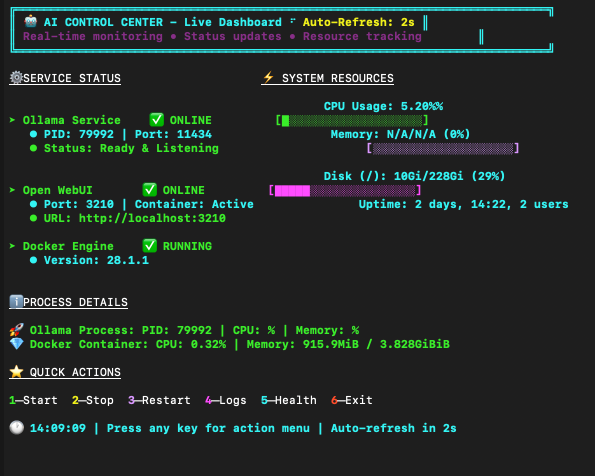 🤖 AI CONTROL CENTER - Live Dashboard ⠋ Auto-Refresh: 2s
Real-time monitoring • Status updates • Resource tracking
⚙️SERVICE STATUS
⚡ SYSTEM RESOURCES
CPU Usage: 5.20%%
➤ Ollama Service ✅ ONLINE [█░░░░░░░░░░░░░░░░░░░]
● PID: 79992 | Port: 11434 Memory: N/A/N/A (0%)
● Status: Ready & Listening [░░░░░░░░░░░░░░░░░░░░]
Disk (/): 10Gi/228Gi (29%)
➤ Open WebUI ✅ ONLINE [█████░░░░░░░░░░░░░░░]
● Port: 3210 | Container: Active Uptime: 2 days, 14:22, 2 users
● URL: http://localhost:3210
➤ Docker Engine ✅ RUNNING
● Version: 28.1.1
ℹ️PROCESS DETAILS
🚀 Ollama Process: PID: 79992 | CPU: % | Memory: %
💎 Docker Container: CPU: 0.32% | Memory: 915.9MiB / 3.828GiBiB
⭐ QUICK ACTIONS
1—Start 2—Stop 3—Restart 4—Logs 5—Health 6—Exit
🕐 14:09:09 | Press any key for action menu | Auto-refresh in 2s